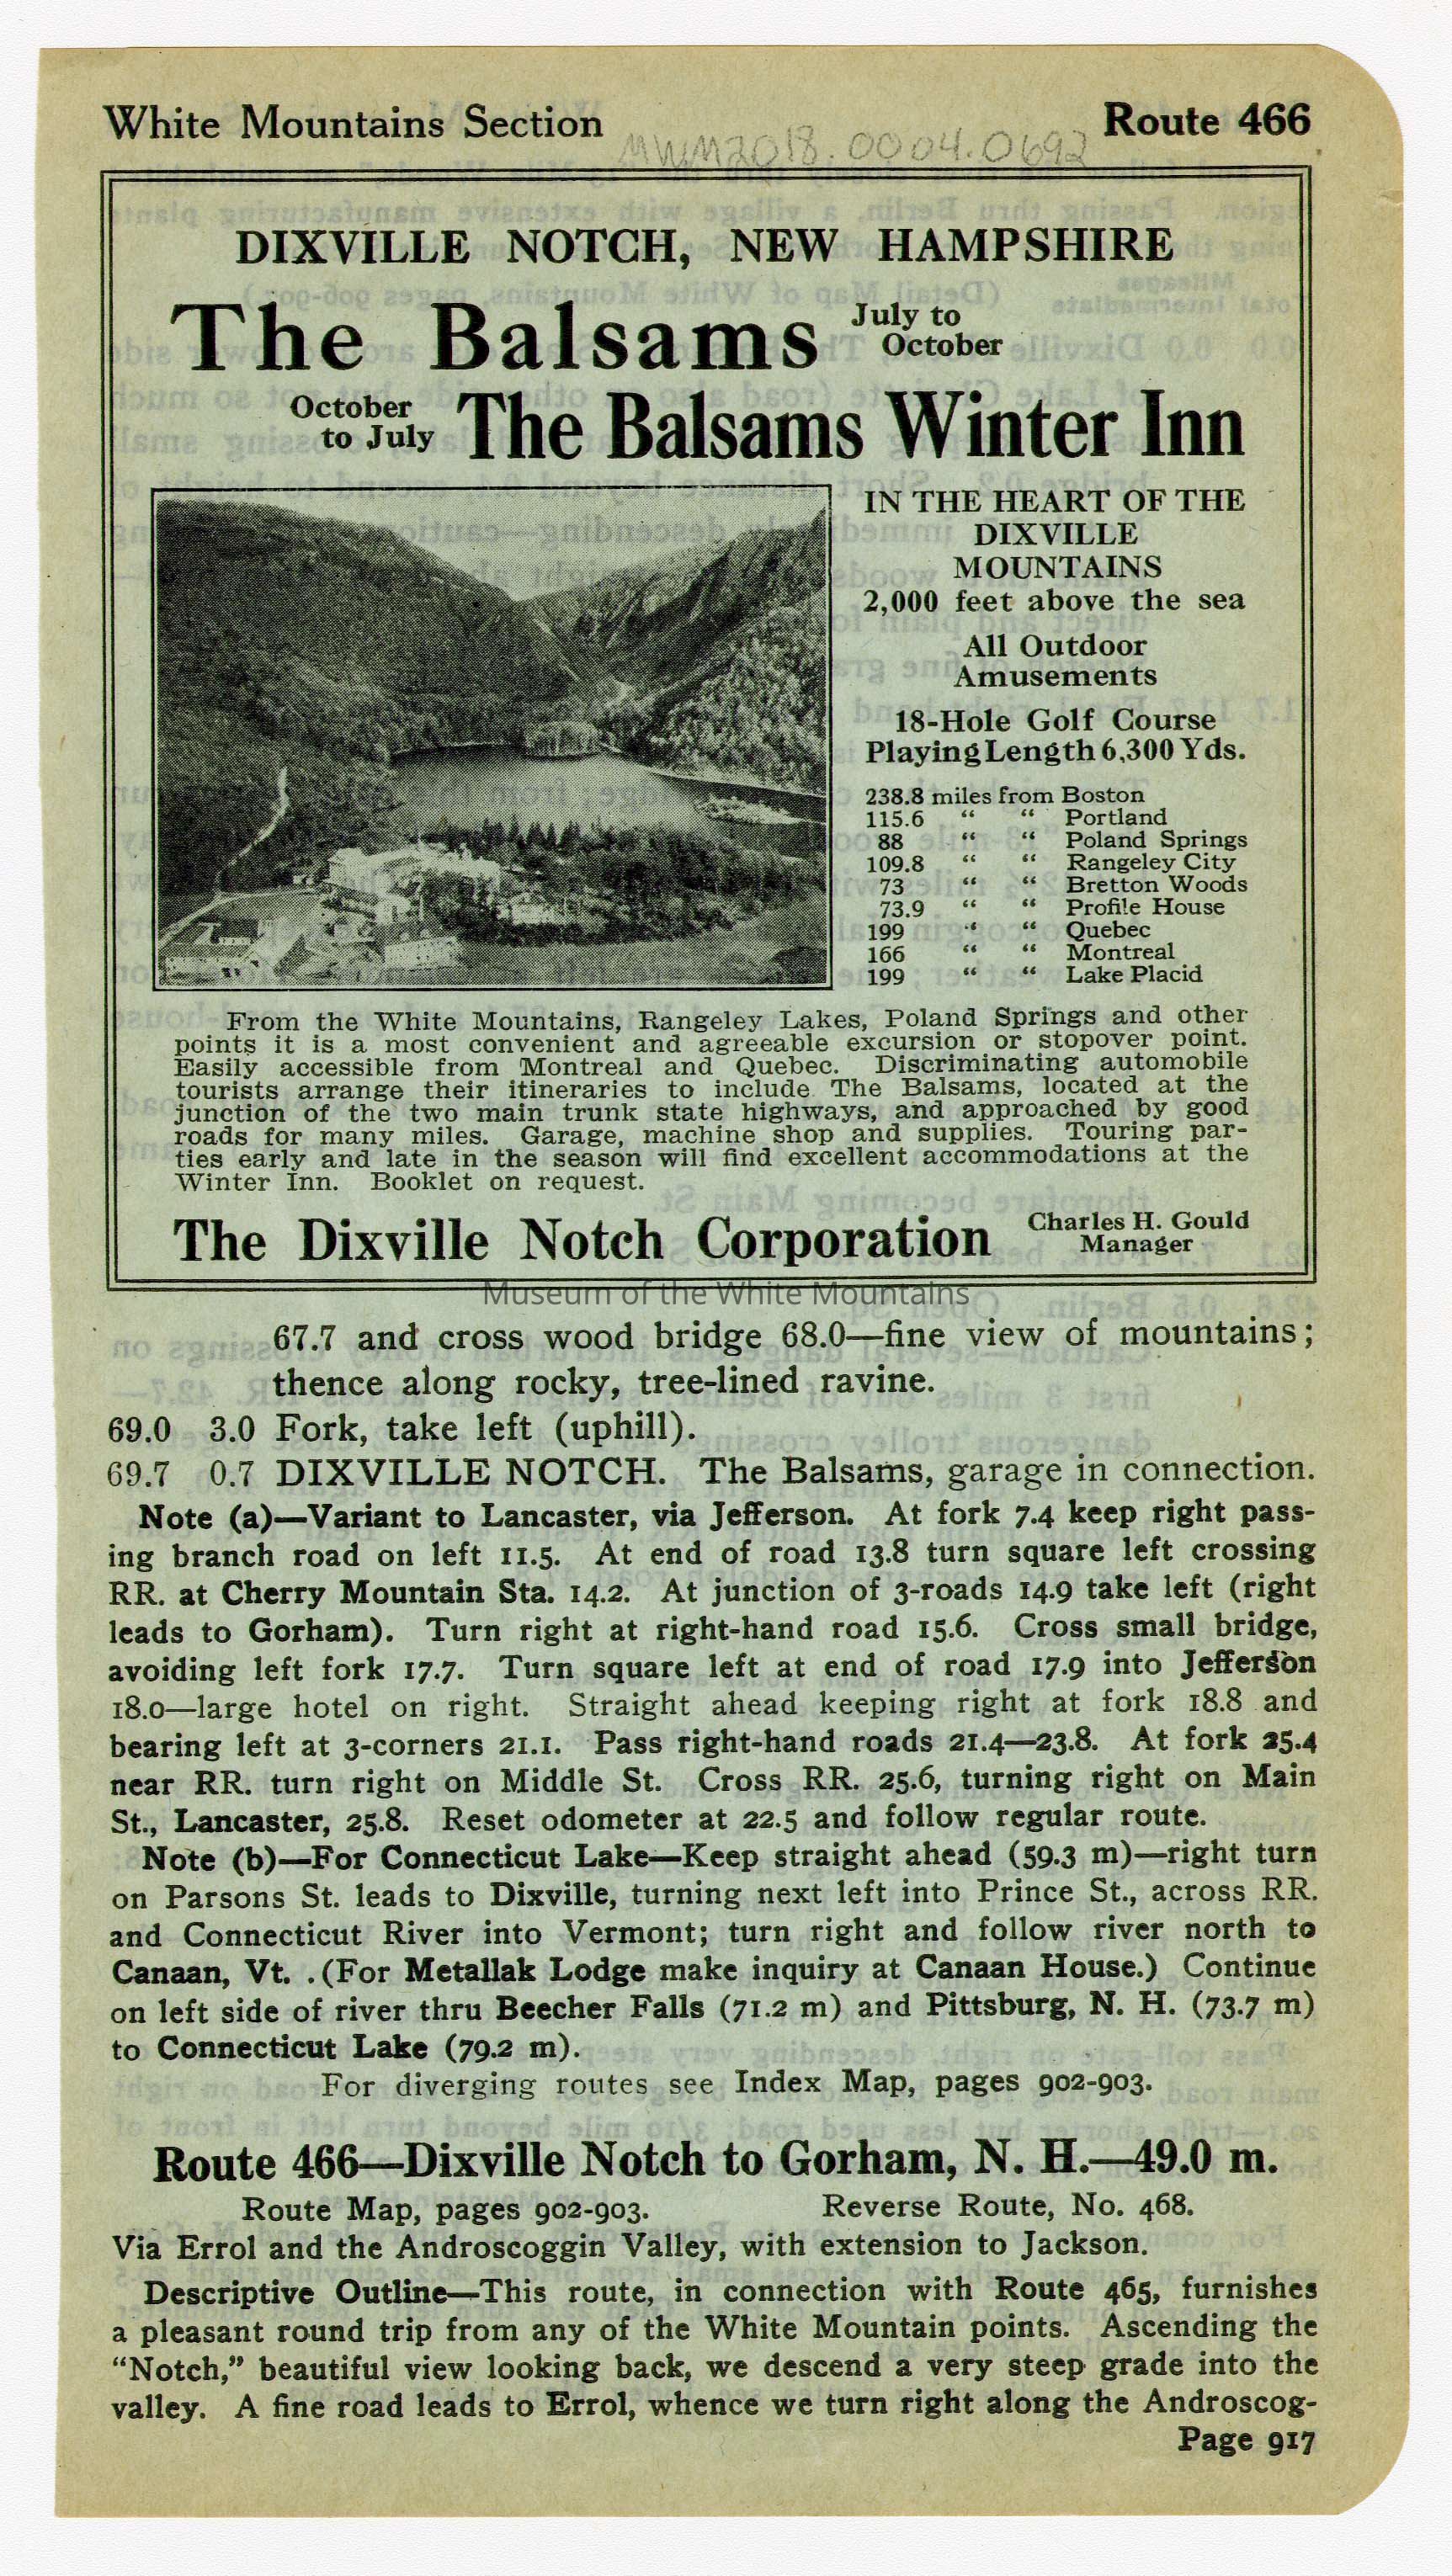 White Mountains Section Route 466
MWM2018.0004.0692
DIXVILLE NOTCH, NEW HAMPSHIRE
The Balsams July to October
October to July The Balsams Winter Inn
IN THE HEART OF THE
DIXVILLE
MOUNTAINS
2,000 feet above the sea
All Outdoor
Amusements
18-Hole Golf Course
Playing Length 6,300 Yds.
238.8 miles from Boston
115.6 “ “ Portland
88 “ “ Poland Springs
109.8 “ “ Rangeley City
73 “ “ Bretton Woods
73.9 “ “ Profile House
199 “ “ Quebec
166 “ “ Montreal
199 “ “ Lake Placid
From the White Mountains, Rangeley Lakes, Poland Springs and other
points it is a most convenient and agreeable excursion or stopover point.
Easily accessible from Montreal and Quebec. Discriminating automobile
tourists arrange their itineraries to include The Balsams, located at the
junction of the two main trunk state highways, and approached by good
roads for many miles. Garage, machine shop and supplies. Touring par-
ties early and late in the season will find excellent accommodations at the
Winter Inn. Booklet on request.
The Dixville Notch Corporation Charles H. Gould Manager
Museum of the White Mountains
67.7 and cross wood bridge 68.0—fine view of mountains;
thence along rocky, tree-lined ravine.
69.0 3.0 Fork, take left (uphill).
69.7 0.7 DIXVILLE NOTCH. The Balsams, garage in connection.
Note (a)—Variant to Lancaster, via Jefferson. At fork 7.4 keep right pass-
ing branch road on left 11.5. At end of road 13.8 turn square left crossing
RR. at Cherry Mountain Sta. 14.2. At junction of 3-roads 14.9 take left (right
leads to Gorham). Turn right at right-hand road 15.6. Cross small bridge,
avoiding left fork 17.7. Turn square left at end of road 17.9 into Jefferson
18.0—large hotel on right. Straight ahead keeping right at fork 18.8 and
bearing left at 3-corners 21.1. Pass right-hand roads 21.4—23.8. At fork 25.4
near RR. turn right on Middle St. Cross RR. 25.6, turning right on Main
St., Lancaster, 25.8. Reset odometer at 22.5 and follow regular route.
Note (b)—For Connecticut Lake—Keep straight ahead (59.3 m)—right turn
on Parsons St. leads to Dixville, turning next left into Prince St., across RR.
and Connecticut River into Vermont; turn right and follow river north to
Canaan, Vt. .(For Metallak Lodge make inquiry at Canaan House.) Continue
on left side of river thru Beecher Falls (71.2 m) and Pittsburg, N. H. (73.7 m)
to Connecticut Lake (79.2 m).
For diverging routes see Index Map, pages 902-903.
Route 466—Dixville Notch to Gorham, N. H.—49.0 m.
Route Map, pages 902-903. Reverse Route, No. 468.
Via Errol and the Androscoggin Valley, with extension to Jackson.
Descriptive Outline—This route, in connection with Route 465, furnishes
a pleasant round trip from any of the White Mountain points. Ascending the
“Notch,” beautiful view looking back, we descend a very steep grade into the
valley. A fine road leads to Errol, whence we turn right along the Androscog-
Page 917